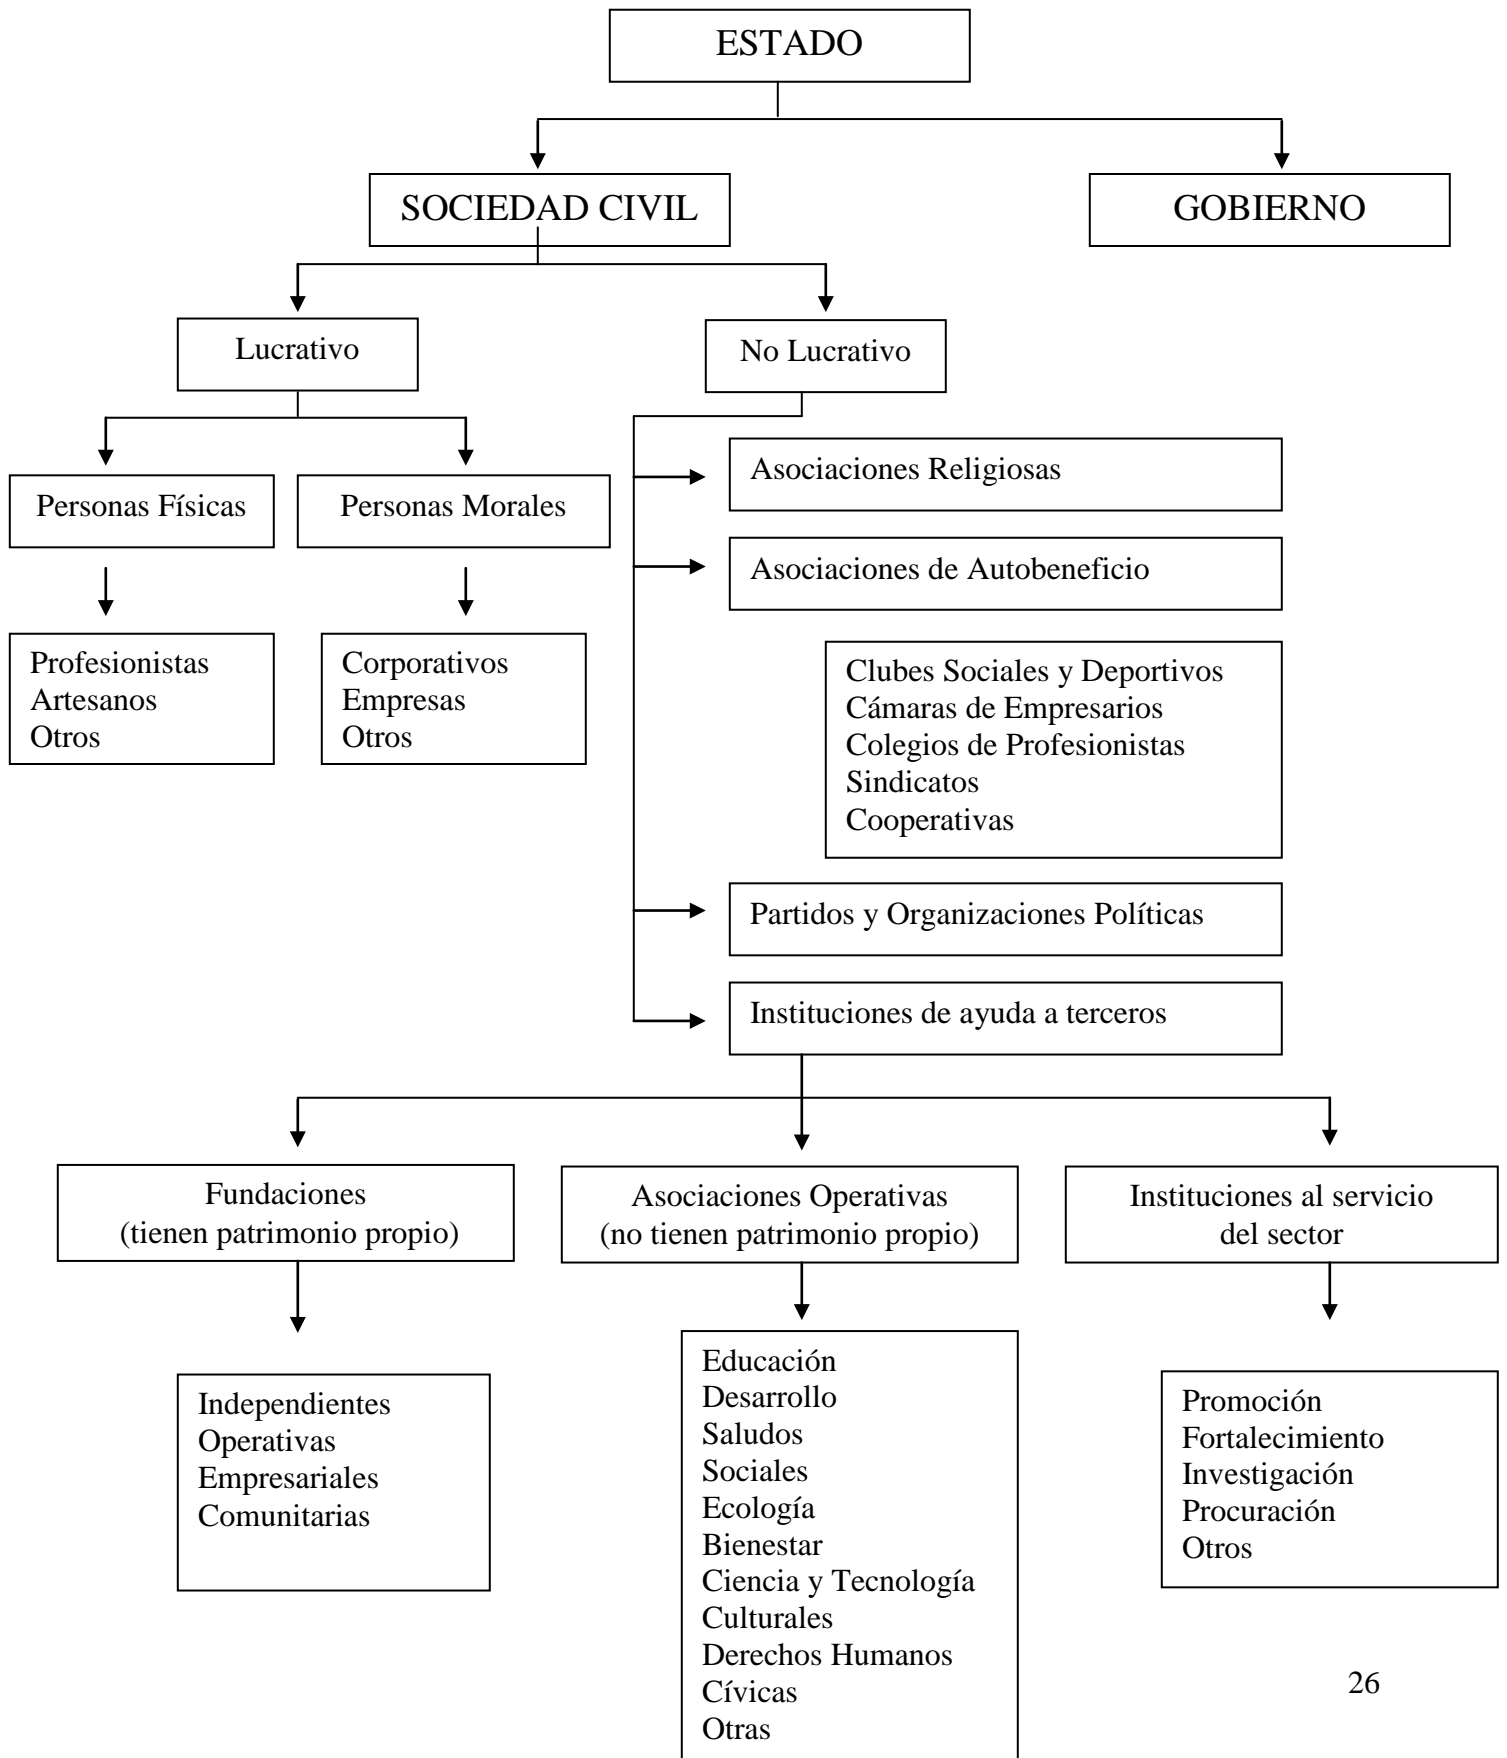 ESTADO
SOCIEDAD CIVIL
GOBIERNO
Lucrativo
No Lucrativo
Personas Físicas
Personas Morales
Profesionistas
Artesanos
Otros
Corporativos
Empresas
Otros
Asociaciones Religiosas
Asociaciones de Autobeneficio
Clubes Sociales y Deportivos
Cámaras de Empresarios
Colegios de Profesionistas
Sindicatos
Cooperativas
Partidos y Organizaciones Políticas
Instituciones de ayuda a terceros
Fundaciones
(tienen patrimonio propio)
Asociaciones Operativas
(no tienen patrimonio propio)
Instituciones al servicio
del sector
Independientes
Operativas
Empresariales
Comunitarias
Educación
Desarrollo
Saludos
Sociales
Ecología
Bienestar
Ciencia y Tecnología
Culturales
Derechos Humanos
Cívicas
Otras
Promoción
Fortalecimiento
Investigación
Procuración
Otros
26